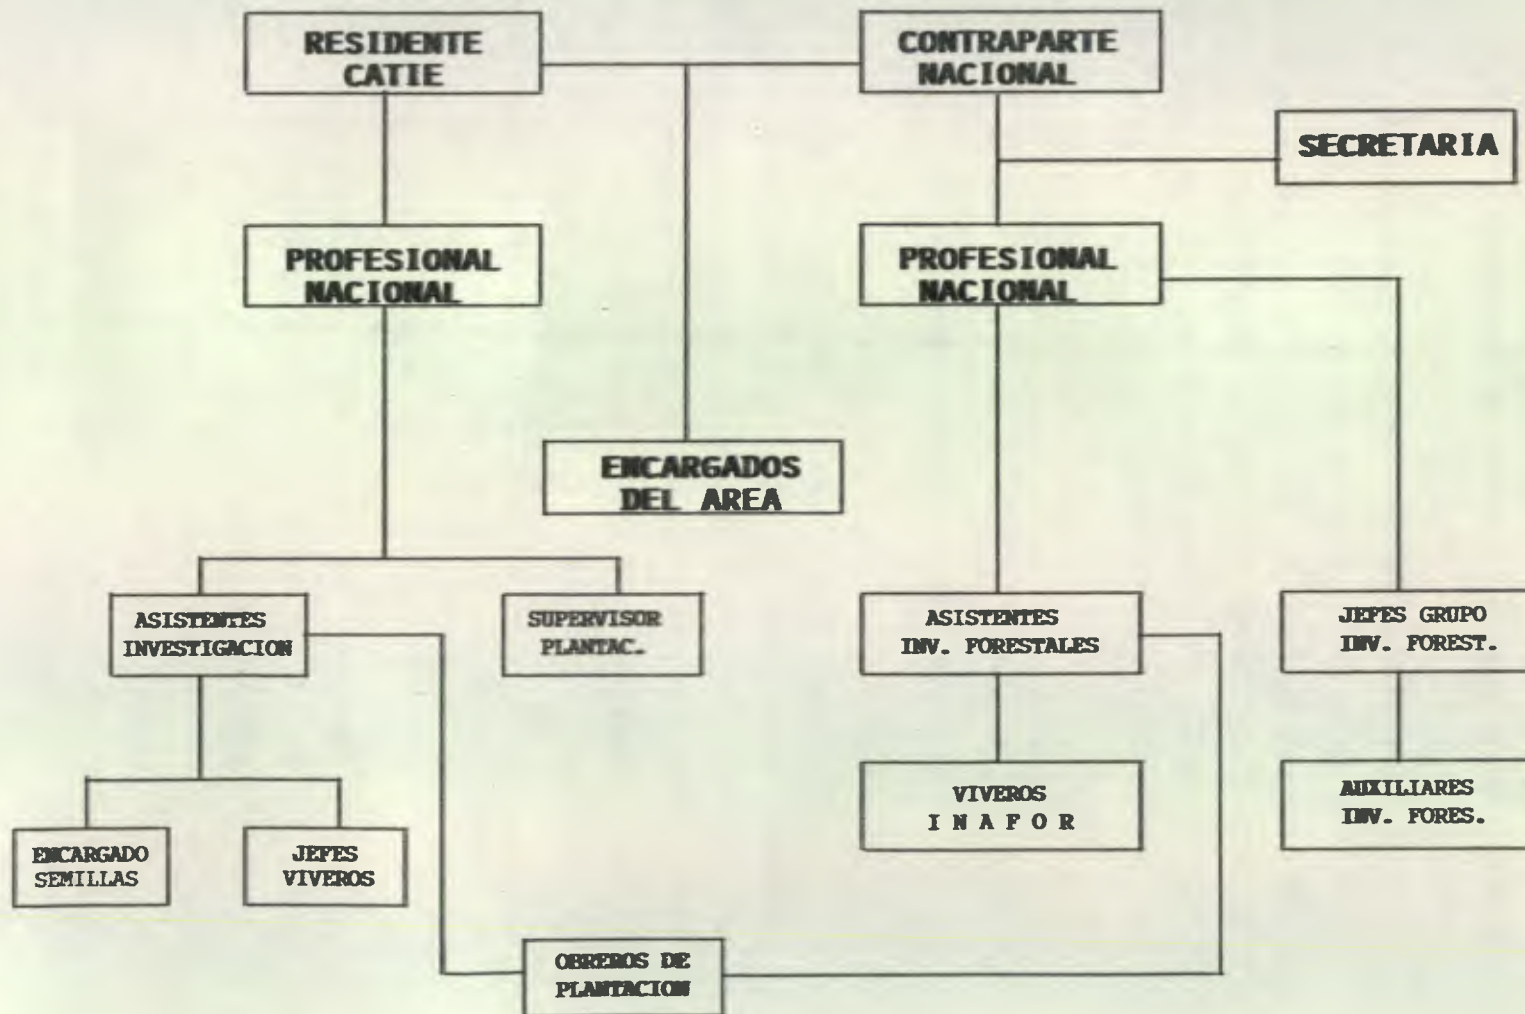 RESIDENTE
CATIE
CONTRAPARTE
NACIONAL
SECRETARIA
PROFESIONAL
NACIONAL
PROFESIONAL
NACIONAL
ENCARGADOS
DEL AREA
ASISTENTES
INVESTIGACION
SUPERVISOR
PLANTAC.
ASISTENTES
INV. FORESTALES
JEFES GRUPO
INV. FOREST.
VIVEROS
I N A F O R
AUXILIARES
INV. FORES.
ENCARGADO
SEMILLAS
JEFES
VIVEROS
OBREROS DE
PLANTACION